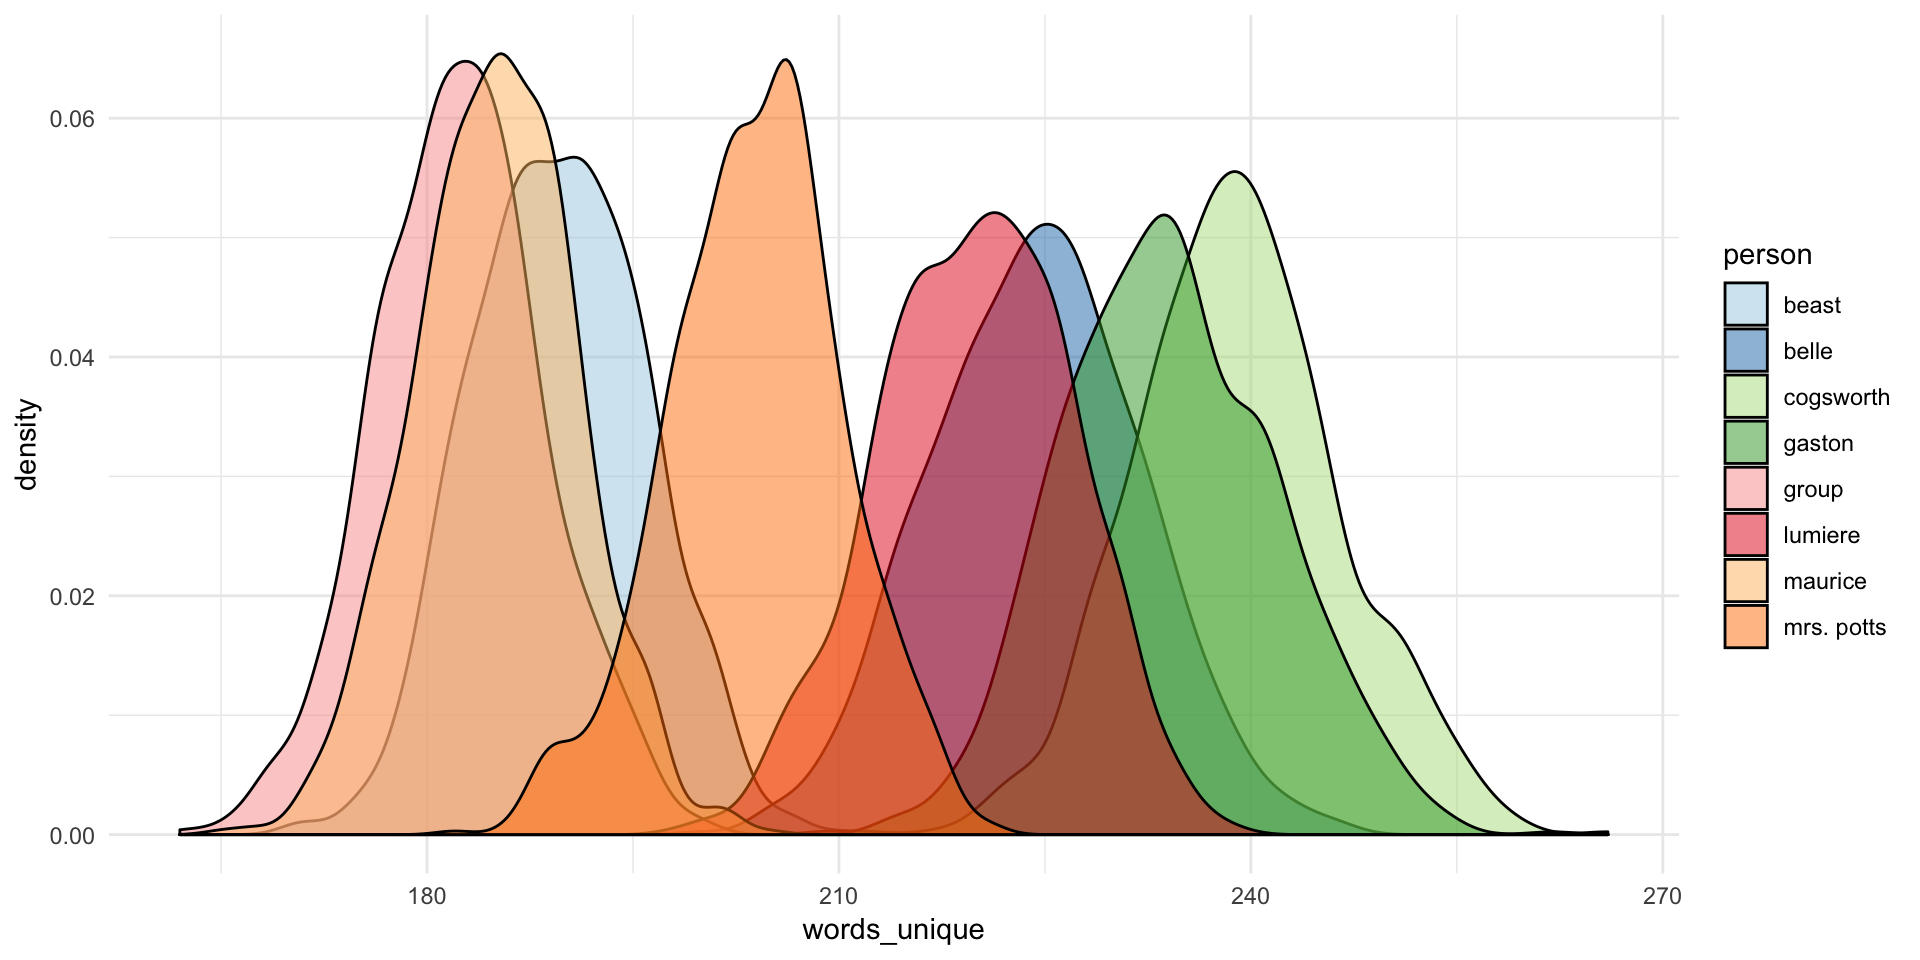 0.06
0.04
0.02
0.00
density
180
210
240
270
words_unique
person
beast
belle
cogsworth
gaston
group
lumiere
maurice
mrs. potts